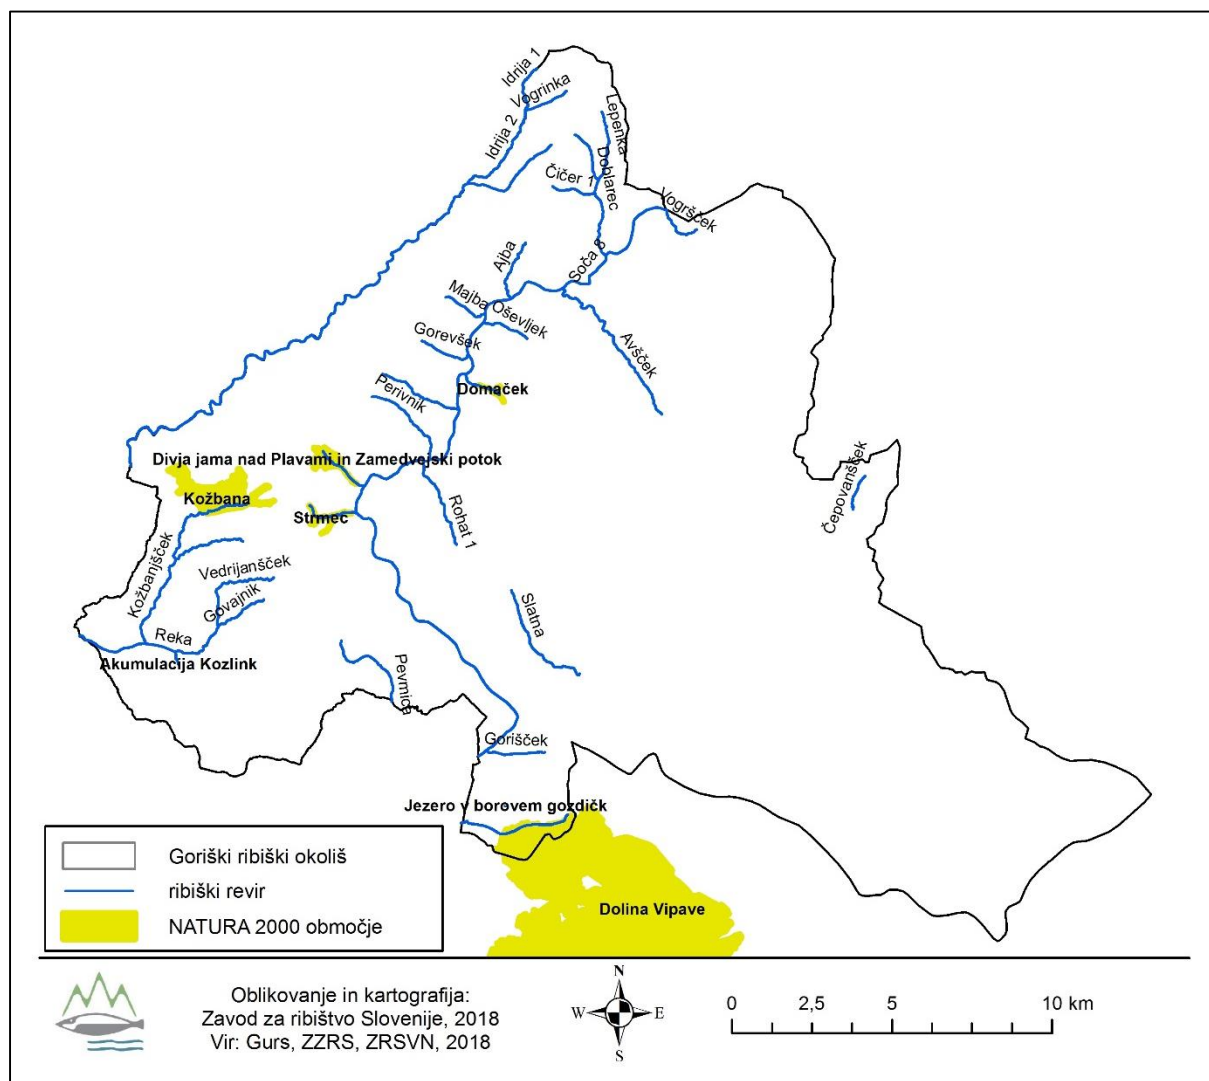 Idrija 1
Vogrinka
Idrija 2
Lepenka
Čičer 1
Doblarec
Vogršček
Ajba
Soča 8
Majba
Oševljek
Gorevšek
Avšček
Perivnik
Domaček
Divja jama nad Plavami in Zamedvejski potok
Kožbana
Strmec
Rohat 1
Čepovanšček
Kožbanjšček
Vedrijanšček
Govajnik
Reka
Akumulacija Kozlink
Slatna
Pevmica
Gorišček
Jezero v borovem gozdičk
Dolina Vipave
Goriški ribiški okoliš
ribiški revir
NATURA 2000 območje
Oblikovanje in kartografija:
Zavod za ribištvo Slovenije, 2018
Vir: Gurs, ZZRS, ZRSVN, 2018
N
W E
S
0 2,5 5 10 km